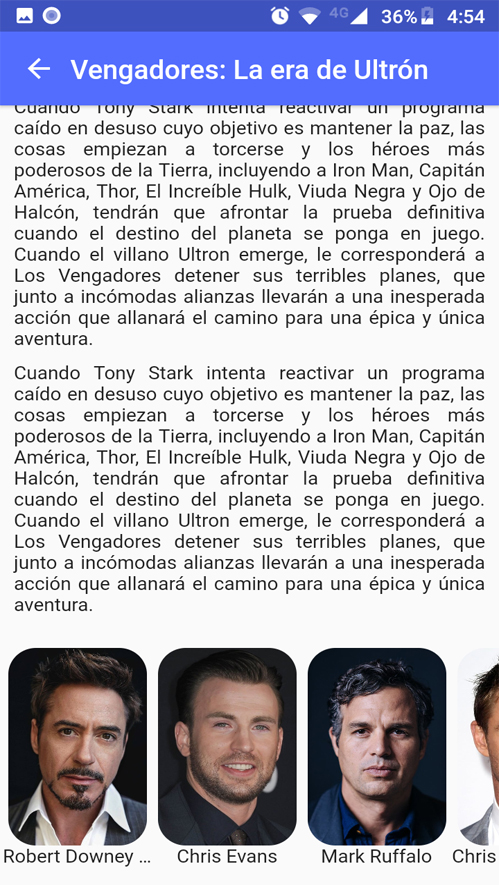 4G 36% 4:54
Vengadores: La era de Ultrón
Cuando Tony Stark intenta reactivar un programa
caído en desuso cuyo objetivo es mantener la paz, las
cosas empiezan a torcerse y los héroes más
poderosos de la Tierra, incluyendo a Iron Man, Capitán
América, Thor, El Increíble Hulk, Viuda Negra y Ojo de
Halcón, tendrán que afrontar la prueba definitiva
cuando el destino del planeta se ponga en juego.
Cuando el villano Ultron emerge, le corresponderá a
Los Vengadores detener sus terribles planes, que
junto a incómodas alianzas llevarán a una inesperada
acción que allanará el camino para una épica y única
aventura.
Cuando Tony Stark intenta reactivar un programa
caído en desuso cuyo objetivo es mantener la paz, las
cosas empiezan a torcerse y los héroes más
poderosos de la Tierra, incluyendo a Iron Man, Capitán
América, Thor, El Increíble Hulk, Viuda Negra y Ojo de
Halcón, tendrán que afrontar la prueba definitiva
cuando el destino del planeta se ponga en juego.
Cuando el villano Ultron emerge, le corresponderá a
Los Vengadores detener sus terribles planes, que
junto a incómodas alianzas llevarán a una inesperada
acción que allanará el camino para una épica y única
aventura.
Robert Downey ... Chris Evans Mark Ruffalo Chris